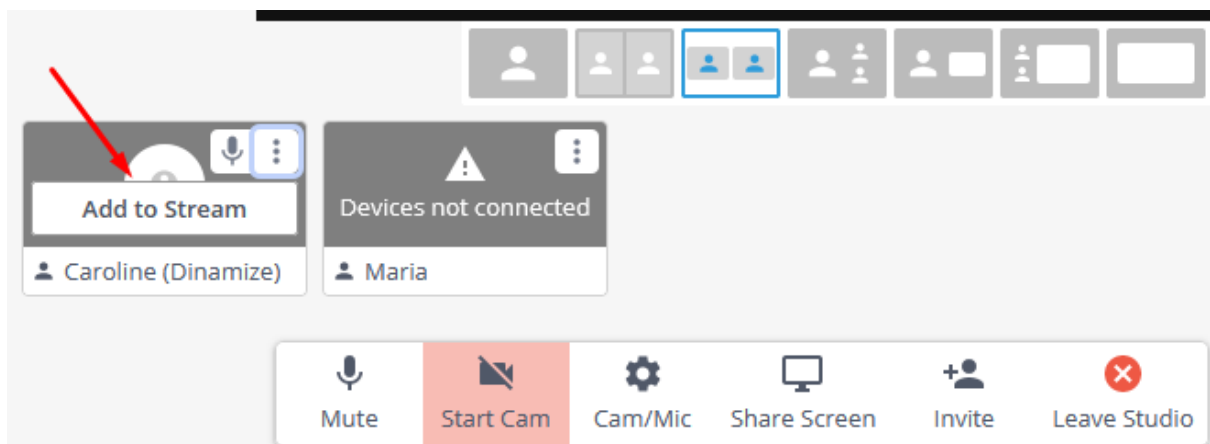 Add to Stream
Devices not connected
Caroline (Dinamize)
Maria
Mute
Start Cam
Cam/Mic
Share Screen
Invite
Leave Studio